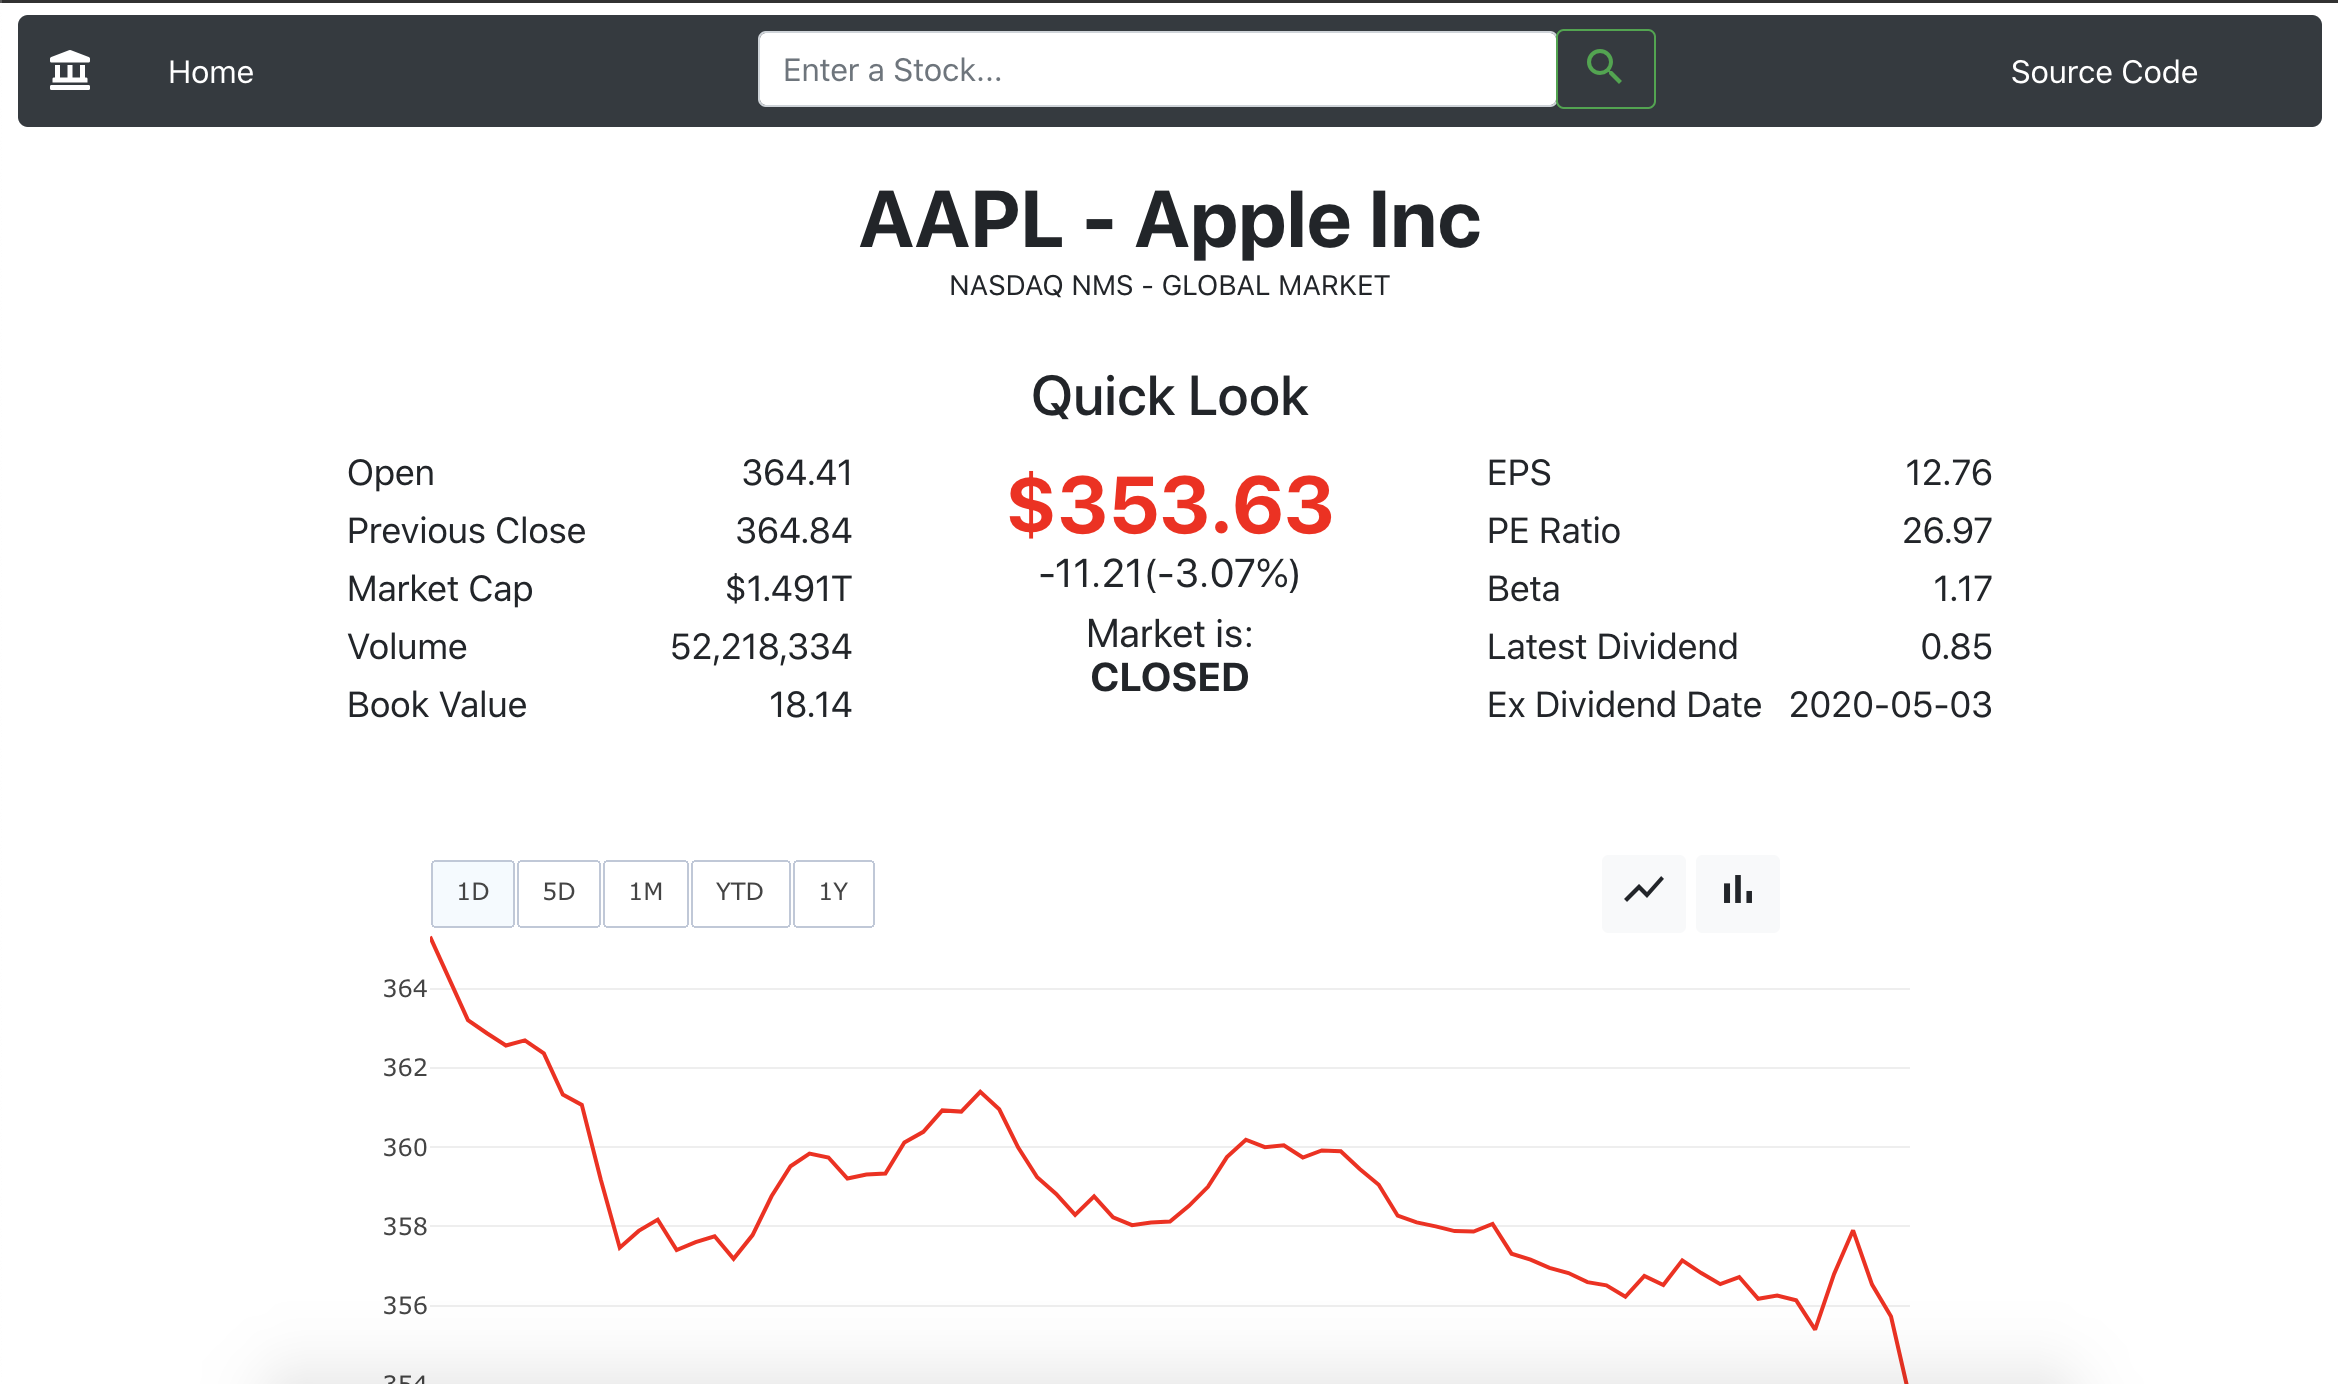 Home
Enter a Stock...
Source Code
AAPL - Apple Inc
NASDAQ NMS - GLOBAL MARKET
Quick Look
Open 364.41
Previous Close 364.84
Market Cap $1.491T
Volume 52,218,334
Book Value 18.14
$353.63
-11.21(-3.07%)
Market is:
CLOSED
EPS 12.76
PE Ratio 26.97
Beta 1.17
Latest Dividend 0.85
Ex Dividend Date 2020-05-03
1D 5D 1M YTD 1Y
364
362
360
358
356
354